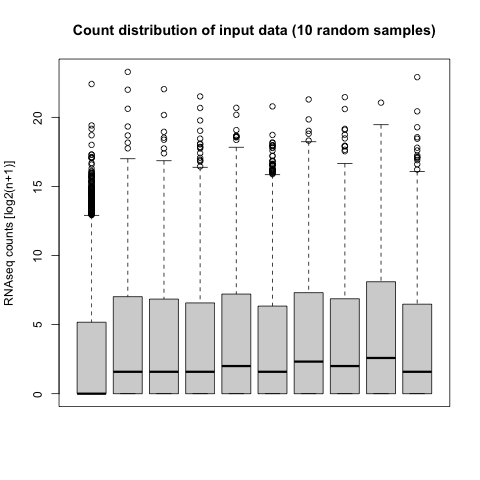 Count distribution of input data (10 random samples)
RNAseq counts [log2(n+1)]
20
15
10
5
0